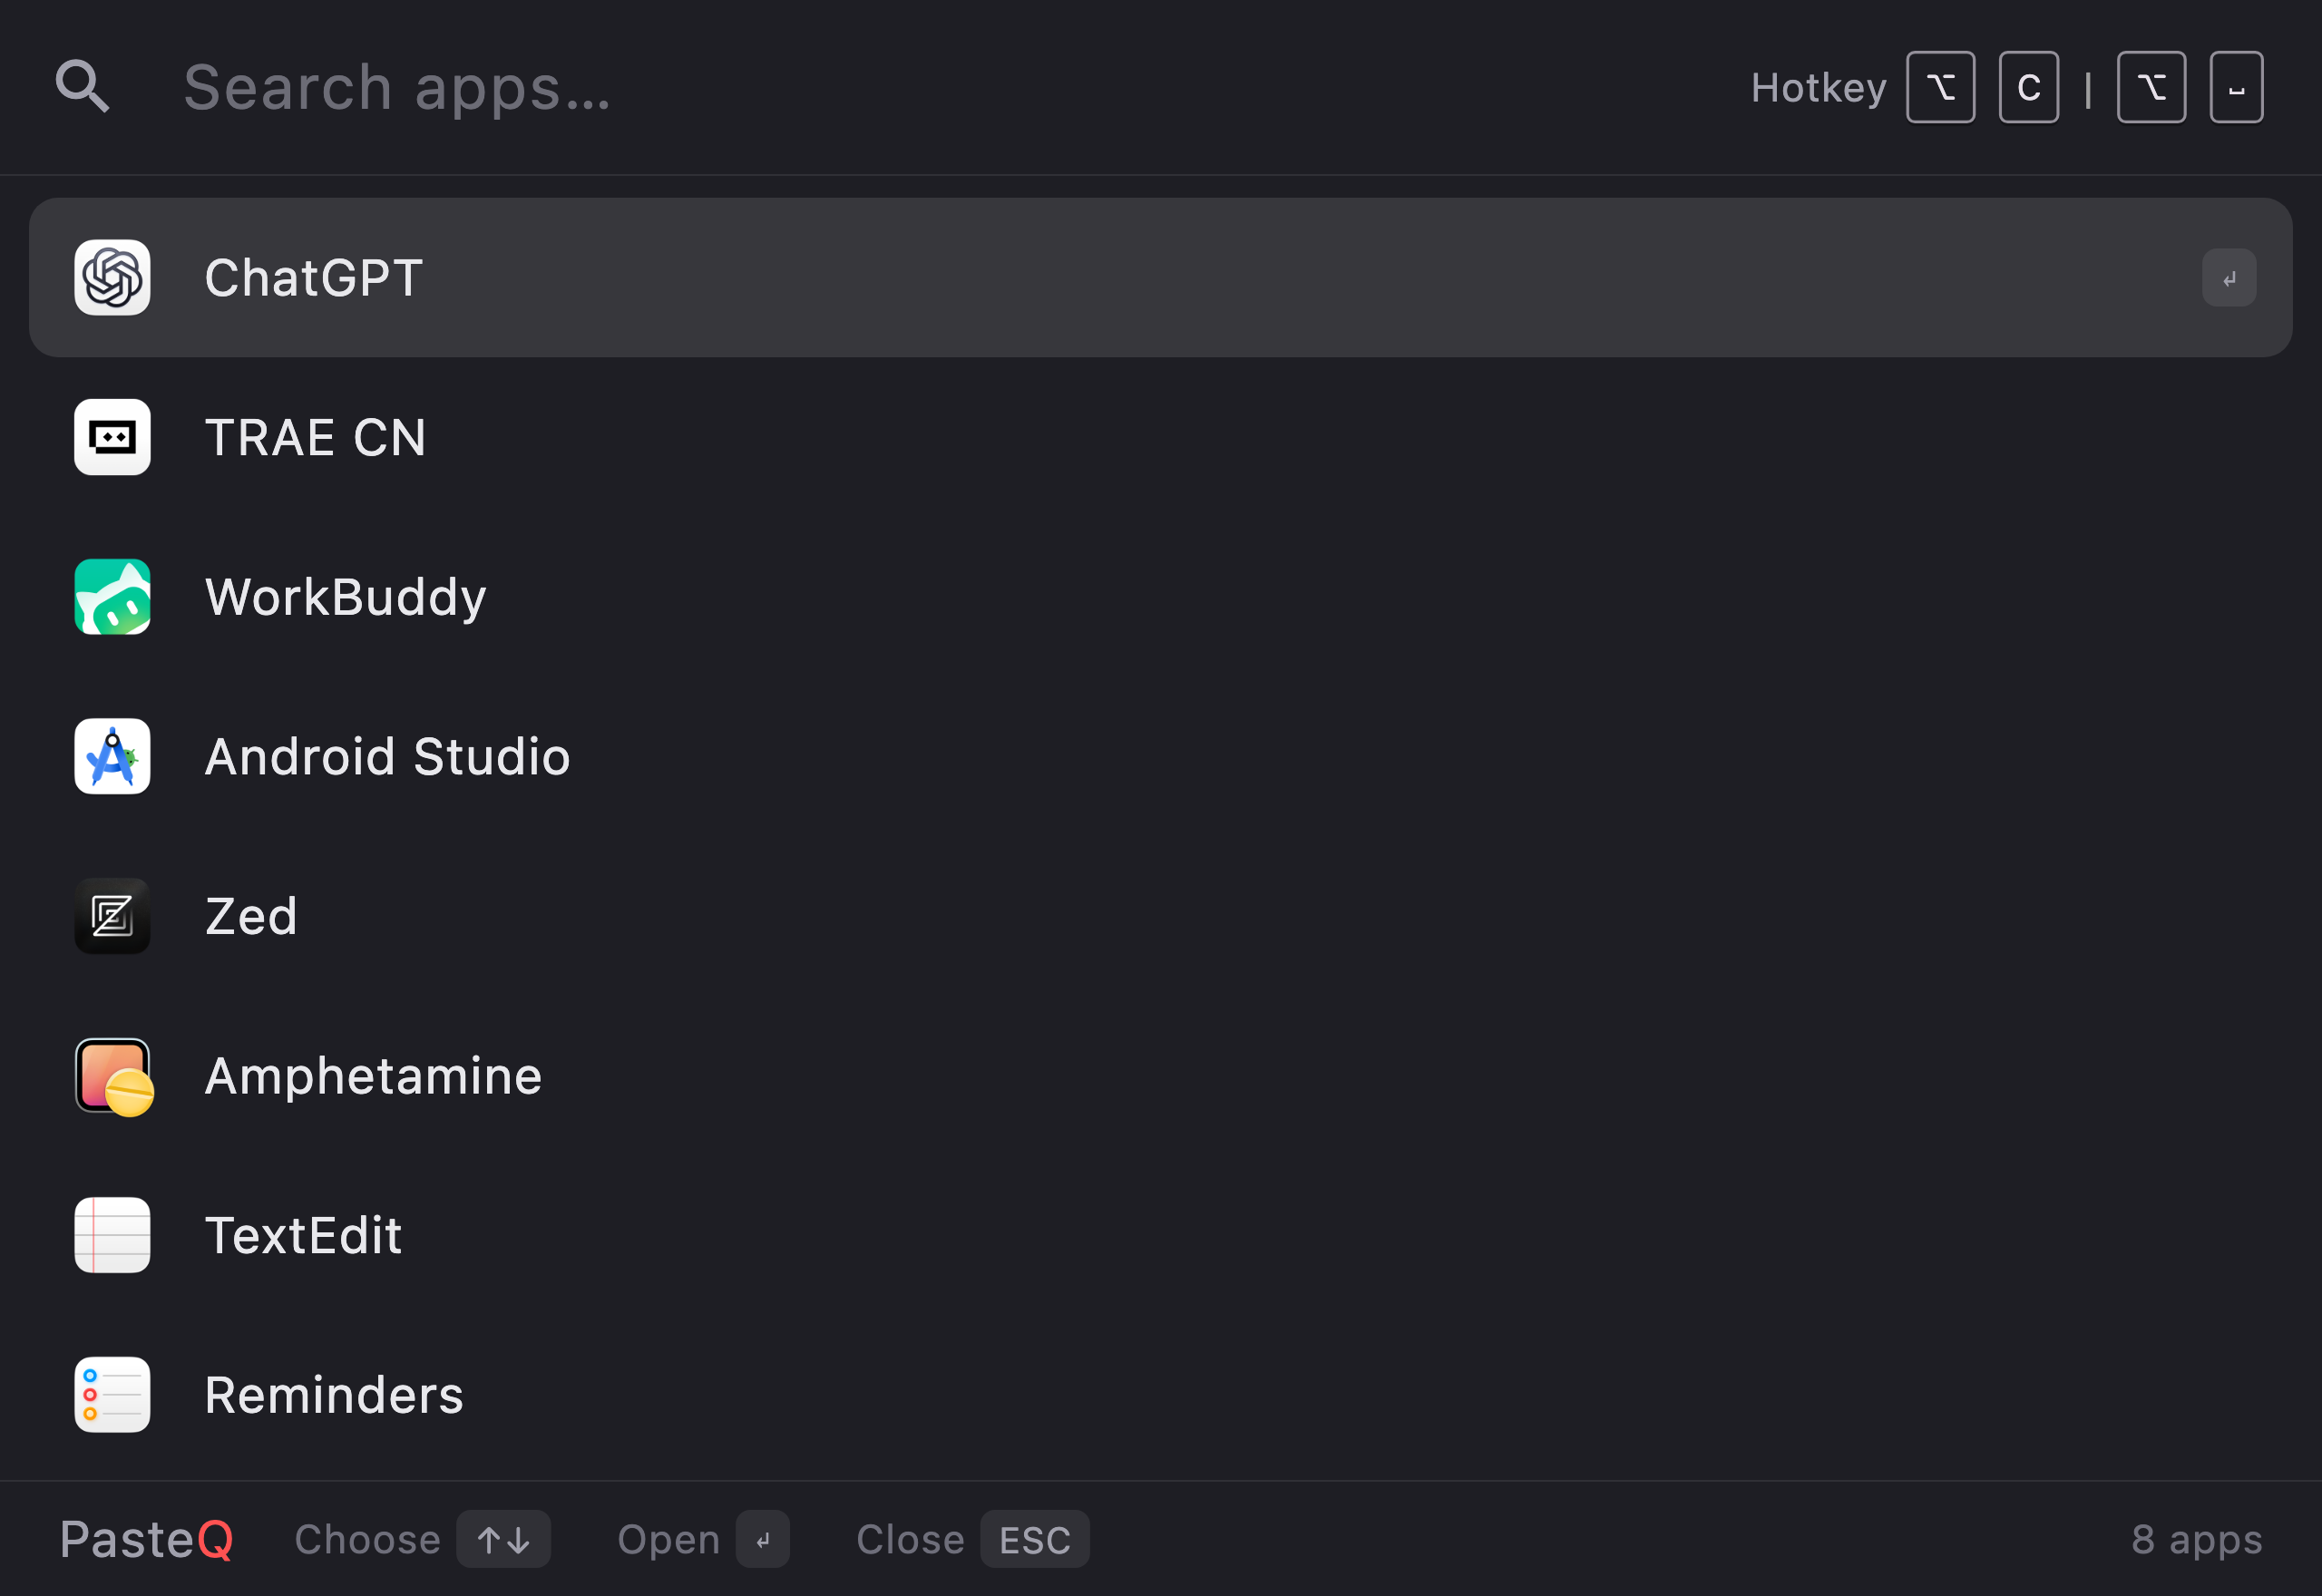 Search apps...
Hotkey ⌥ C | ⌥ ⎵
ChatGPT ↵
TRAE CN
WorkBuddy
Android Studio
Zed
Amphetamine
TextEdit
Reminders
PasteQ Choose ↑↓ Open ↵ Close ESC 8 apps